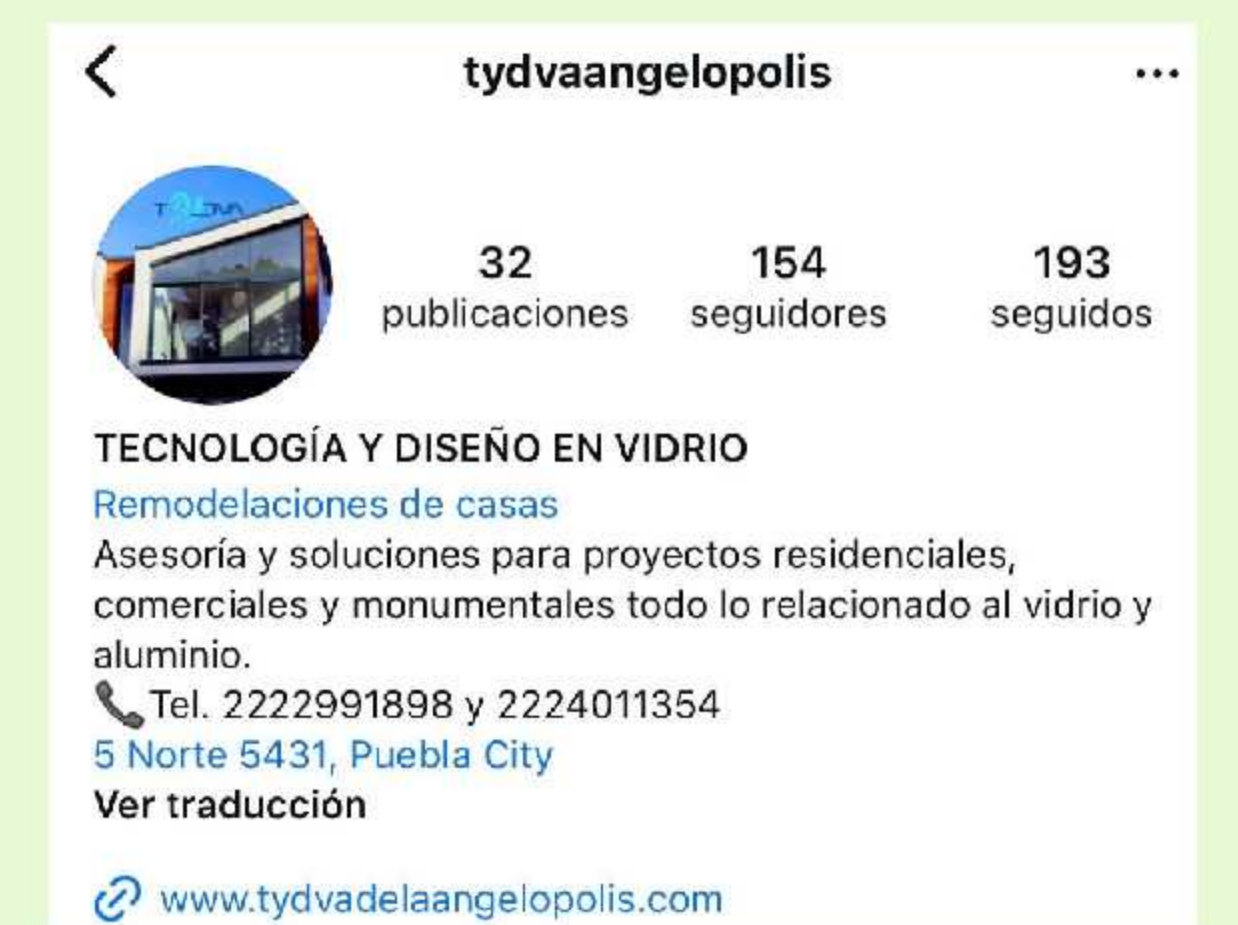 tydvaangelopolis
32
publicaciones
154
seguidores
193
seguidos
TECNOLOGÍA Y DISEÑO EN VIDRIO
Remodelaciones de casas
Asesoría y soluciones para proyectos residenciales,
comerciales y monumentales todo lo relacionado al vidrio y
aluminio.
Tel. 2222991898 y 2224011354
5 Norte 5431, Puebla City
Ver traducción
www.tydvadelaangelopolis.com